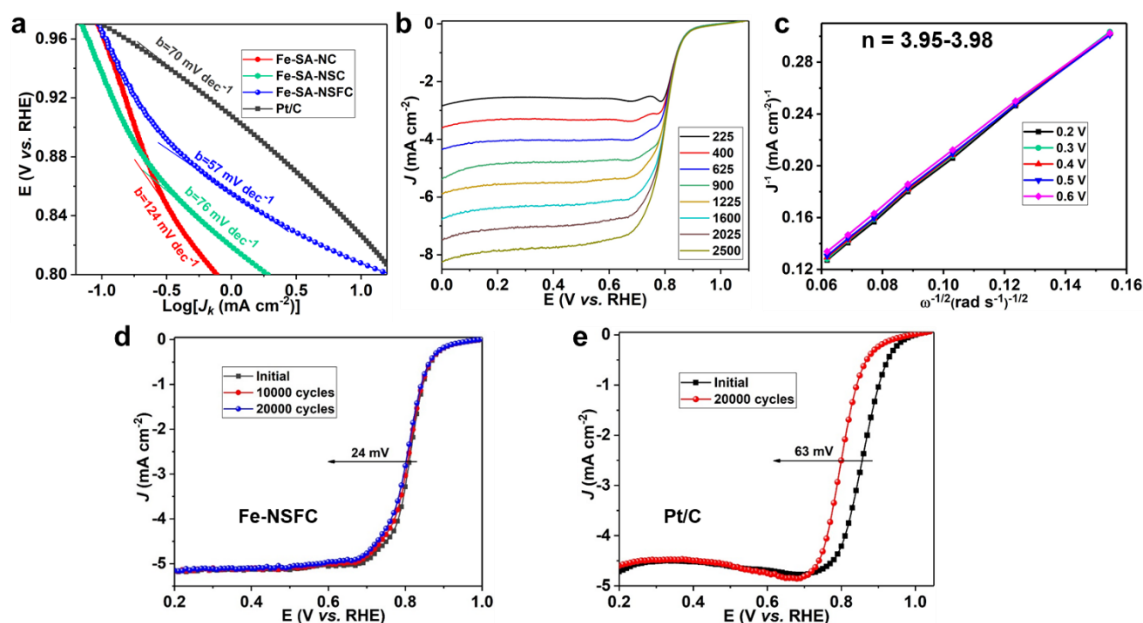 a
E (V vs. RHE)
0.96
0.92
0.88
0.84
0.80
b=70 mV dec⁻¹
b=57 mV dec⁻¹
b=76 mV dec⁻¹
b=124 mV dec⁻¹
Fe-SA-NC
Fe-SA-NSC
Fe-SA-NSFC
Pt/C
-1.0 -0.5 0.0 0.5 1.0
Log[Jₖ (mA cm⁻²)]
b
J (mA cm⁻²)
0
-2
-4
-6
-8
225
400
625
900
1225
1600
2025
2500
0.0 0.2 0.4 0.6 0.8 1.0
E (V vs. RHE)
c
n = 3.95-3.98
J⁻¹ (mA cm⁻²)⁻¹
0.28
0.24
0.20
0.16
0.12
0.2 V
0.3 V
0.4 V
0.5 V
0.6 V
0.06 0.08 0.10 0.12 0.14 0.16
ω⁻¹/²(rad s⁻¹)⁻¹/²
d
J (mA cm⁻²)
0
-1
-2
-3
-4
-5
-6
Initial
10000 cycles
20000 cycles
24 mV
Fe-NSFC
0.2 0.4 0.6 0.8 1.0
E (V vs. RHE)
e
J (mA cm⁻²)
0
-1
-2
-3
-4
-5
Initial
20000 cycles
63 mV
Pt/C
0.2 0.4 0.6 0.8 1.0
E (V vs. RHE)